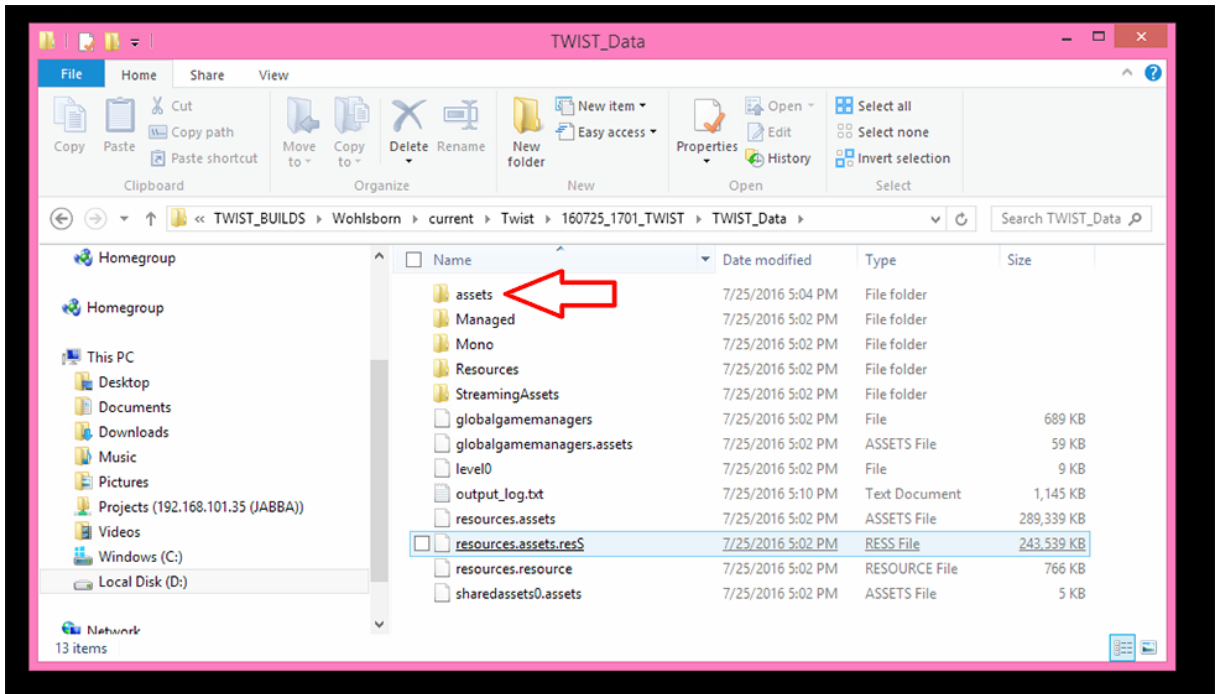 TWIST_Data
File Home Share View
Copy
Paste
Cut
Copy path
Paste shortcut
Move to
Copy to
Delete
Rename
New folder
New item
Easy access
Properties
Open
Edit
History
Select all
Select none
Invert selection
Clipboard Organize New Open Select
« TWIST_BUILDS Wohlsborn current Twist 160725_1701_TWIST TWIST_Data
Search TWIST_Data
Homegroup
Homegroup
This PC
Desktop
Documents
Downloads
Music
Pictures
Projects (192.168.101.35 (JABBA))
Videos
Windows (C:)
Local Disk (D:)
Network
Name Date modified Type Size
assets 7/25/2016 5:04 PM File folder
Managed 7/25/2016 5:02 PM File folder
Mono 7/25/2016 5:02 PM File folder
Resources 7/25/2016 5:02 PM File folder
StreamingAssets 7/25/2016 5:02 PM File folder
globalgamemanagers 7/25/2016 5:02 PM File 689 KB
globalgamemanagers.assets 7/25/2016 5:02 PM ASSETS File 59 KB
level0 7/25/2016 5:02 PM File 9 KB
output_log.txt 7/25/2016 5:10 PM Text Document 1,145 KB
resources.assets 7/25/2016 5:02 PM ASSETS File 289,339 KB
resources.assets.resS 7/25/2016 5:02 PM RESS File 243,539 KB
resources.resource 7/25/2016 5:02 PM RESOURCE File 766 KB
sharedassets0.assets 7/25/2016 5:02 PM ASSETS File 5 KB
13 items